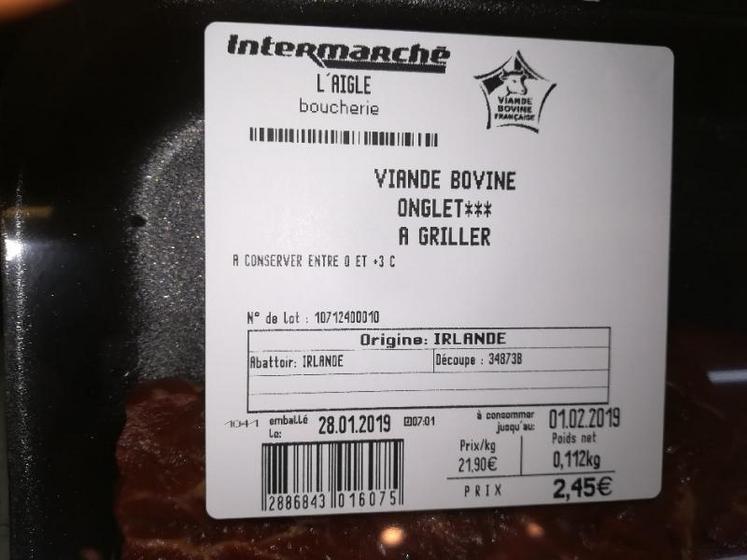 Intermarchē
L'AIGLE
boucherie
VIANDE
BOVINE
FRANÇAISE
VIANDE BOVINE
ONGLET***
A GRILLER
A CONSERVER ENTRE 0 ET +3 C
N° de lot : 10712400010
Origine: IRLANDE
Abattoir: IRLANDE Découpe : 34873B
1041 emballé le: 28.01.2019 07:01 à consommer jusqu'au: 01.02.2019
Prix/kg Poids net
21,90€ 0,112kg
PRIX 2,45€
2886843 016075